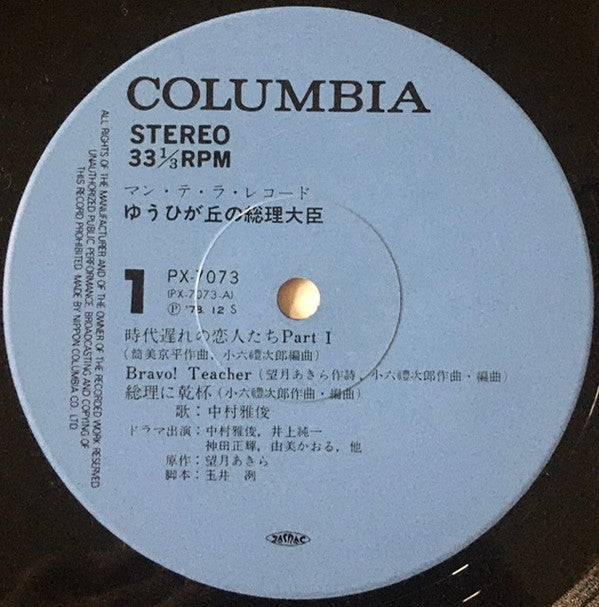 COLUMBIA
STEREO
33 1/3 RPM
マン・テ・ラ・レコード
ゆうひが丘の総理大臣
1
PX-7073
(PX-7073-A)
Ⓟ '78. 12 S
時代遅れの恋人たち Part I
(筒美京平作曲、小六禮次郎編曲)
Bravo! Teacher (望月あきら作詩、小六禮次郎作曲・編曲)
総理に乾杯 (小六禮次郎作曲・編曲)
歌：中村雅俊
ドラマ出演：中村雅俊，井上純一
神田正輝，由美かおる，他
原作：望月あきら
脚本：玉井 冽
JASRAC
ALL RIGHTS OF THE MANUFACTURER AND OF THE OWNER OF THE RECORDED WORK RESERVED
UNAUTHORIZED PUBLIC PERFORMANCE, BROADCASTING AND COPYING OF
THIS RECORD PROHIBITED MADE BY NIPPON COLUMBIA CO. LTD